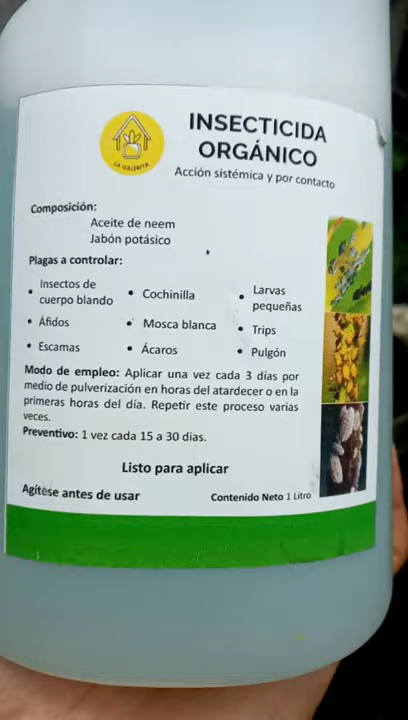 LA GALERITA
INSECTICIDA
ORGÁNICO
Acción sistémica y por contacto
Composición:
Aceite de neem
Jabón potásico
Plagas a controlar:
• Insectos de
cuerpo blando
• Áfidos
• Escamas
• Cochinilla
• Mosca blanca
• Ácaros
• Larvas
pequeñas
• Trips
• Pulgón
Modo de empleo: Aplicar una vez cada 3 días por
medio de pulverización en horas del atardecer o en la
primeras horas del día. Repetir este proceso varias
veces.
Preventivo: 1 vez cada 15 a 30 días.
Listo para aplicar
Agítese antes de usar
Contenido Neto 1 Litro